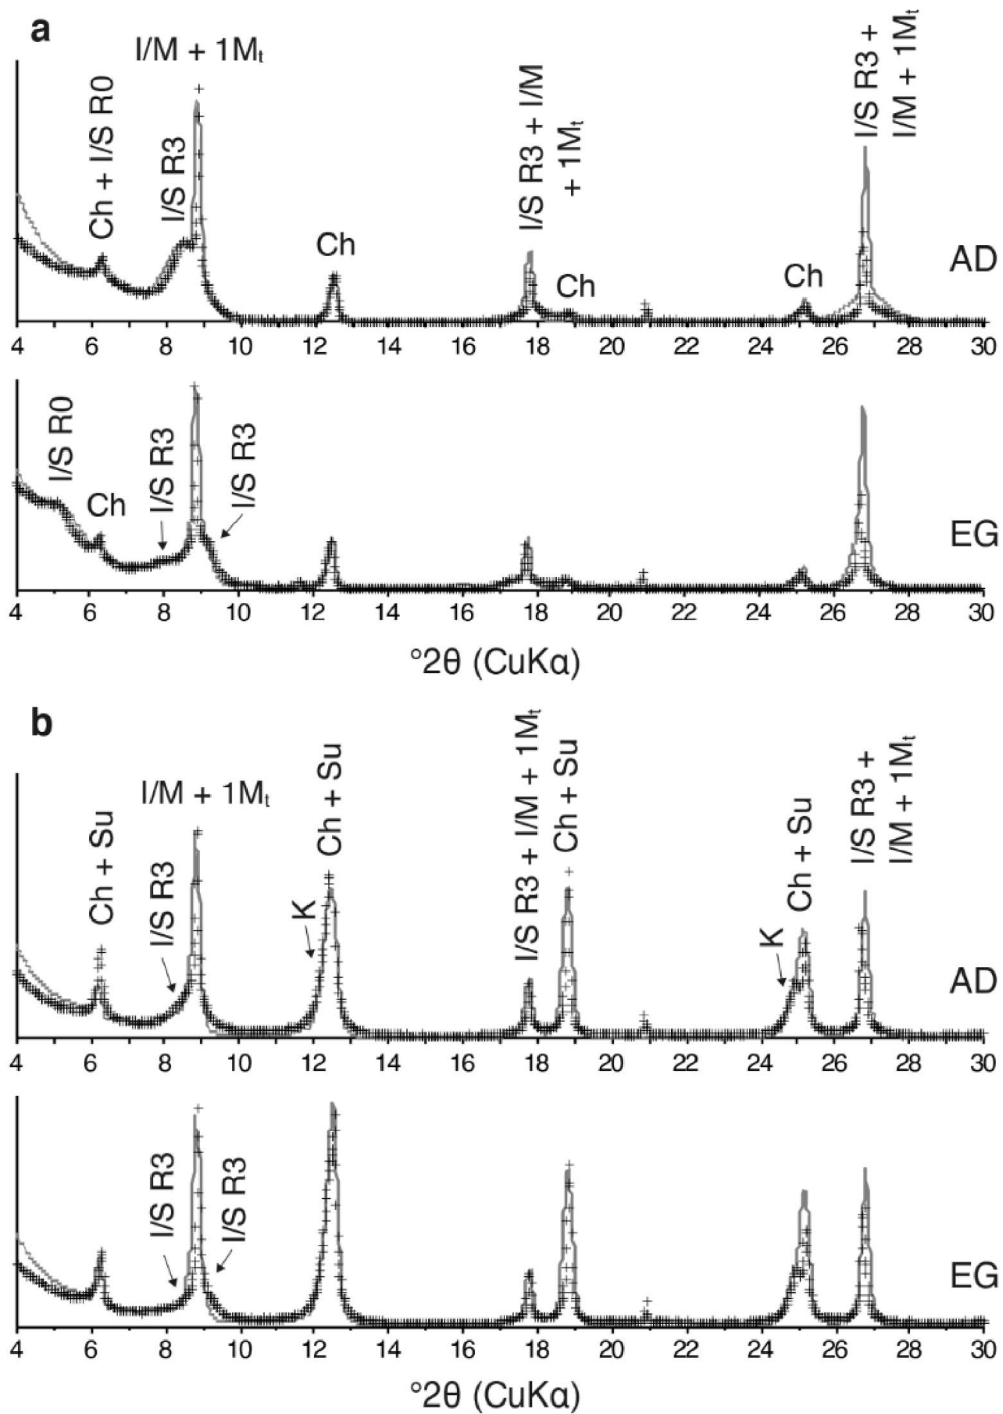 a
I/M + 1Mt
Ch + I/S R0
I/S R3
Ch
I/S R3 + I/M
+ 1Mt
Ch
Ch
I/S R3 +
I/M + 1Mt
AD
4 6 8 10 12 14 16 18 20 22 24 26 28 30
I/S R0
Ch
I/S R3
I/S R3
EG
4 6 8 10 12 14 16 18 20 22 24 26 28 30
°2θ (CuKα)
b
Ch + Su
I/M + 1Mt
I/S R3
K
Ch + Su
I/S R3 + I/M + 1Mt
Ch + Su
K
Ch + Su
I/S R3 +
I/M + 1Mt
AD
4 6 8 10 12 14 16 18 20 22 24 26 28 30
I/S R3
I/S R3
EG
4 6 8 10 12 14 16 18 20 22 24 26 28 30
°2θ (CuKα)